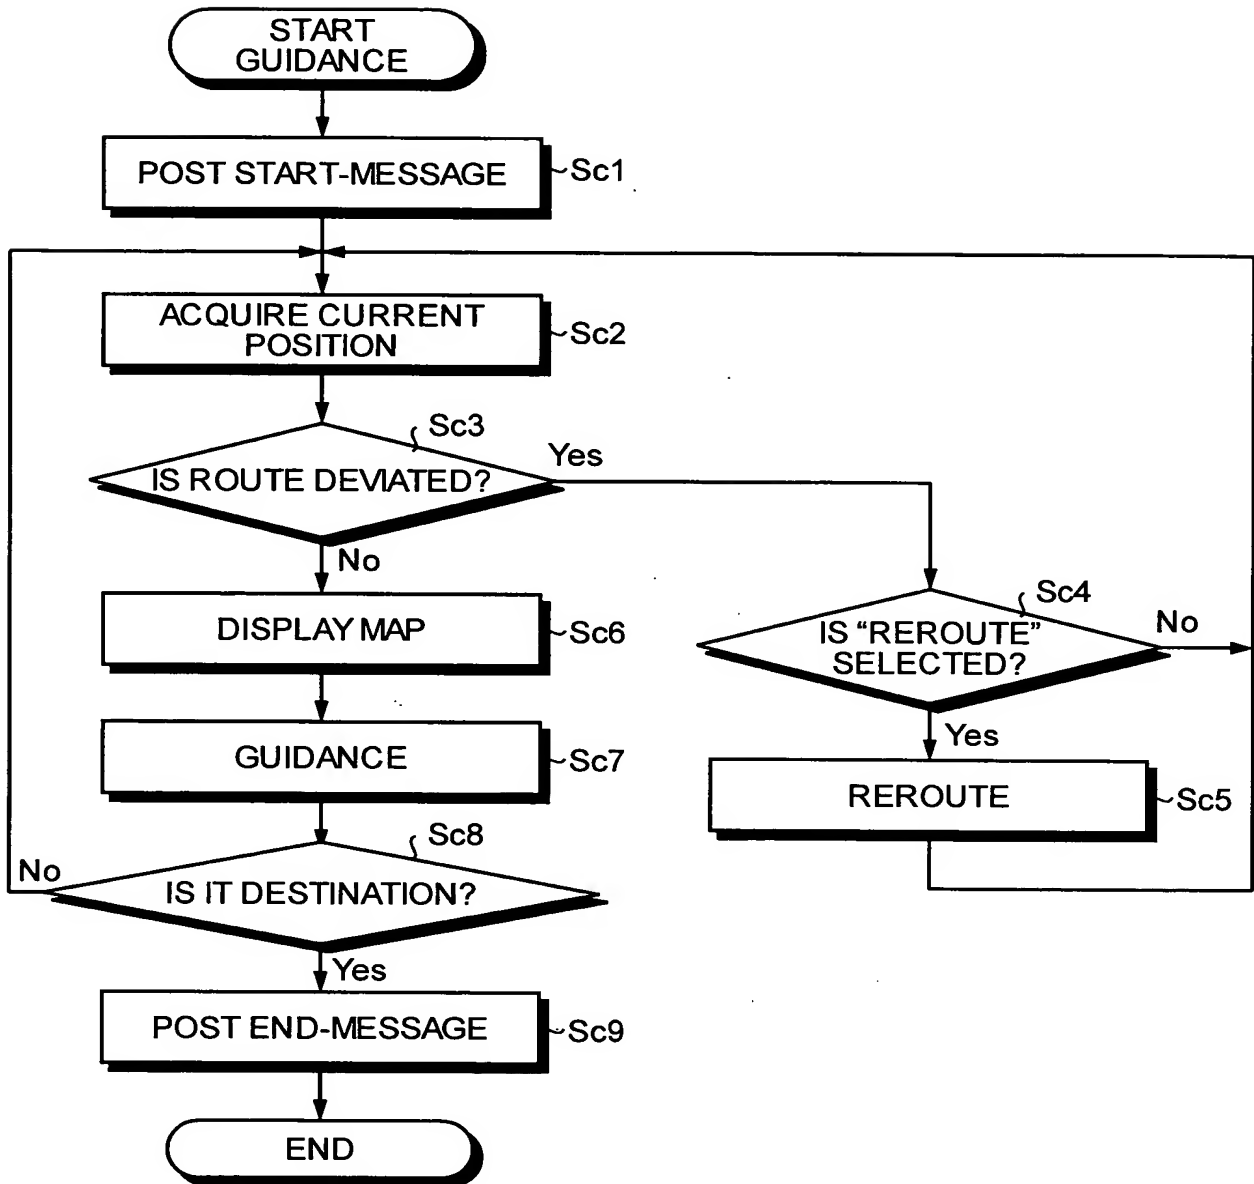 START
GUIDANCE
POST START-MESSAGE
Sc1
ACQUIRE CURRENT
POSITION
Sc2
Sc3
IS ROUTE DEVIATED?
Yes
No
DISPLAY MAP
Sc6
Sc4
IS “REROUTE”
SELECTED?
No
Yes
GUIDANCE
Sc7
REROUTE
Sc5
Sc8
No
IS IT DESTINATION?
Yes
POST END-MESSAGE
Sc9
END